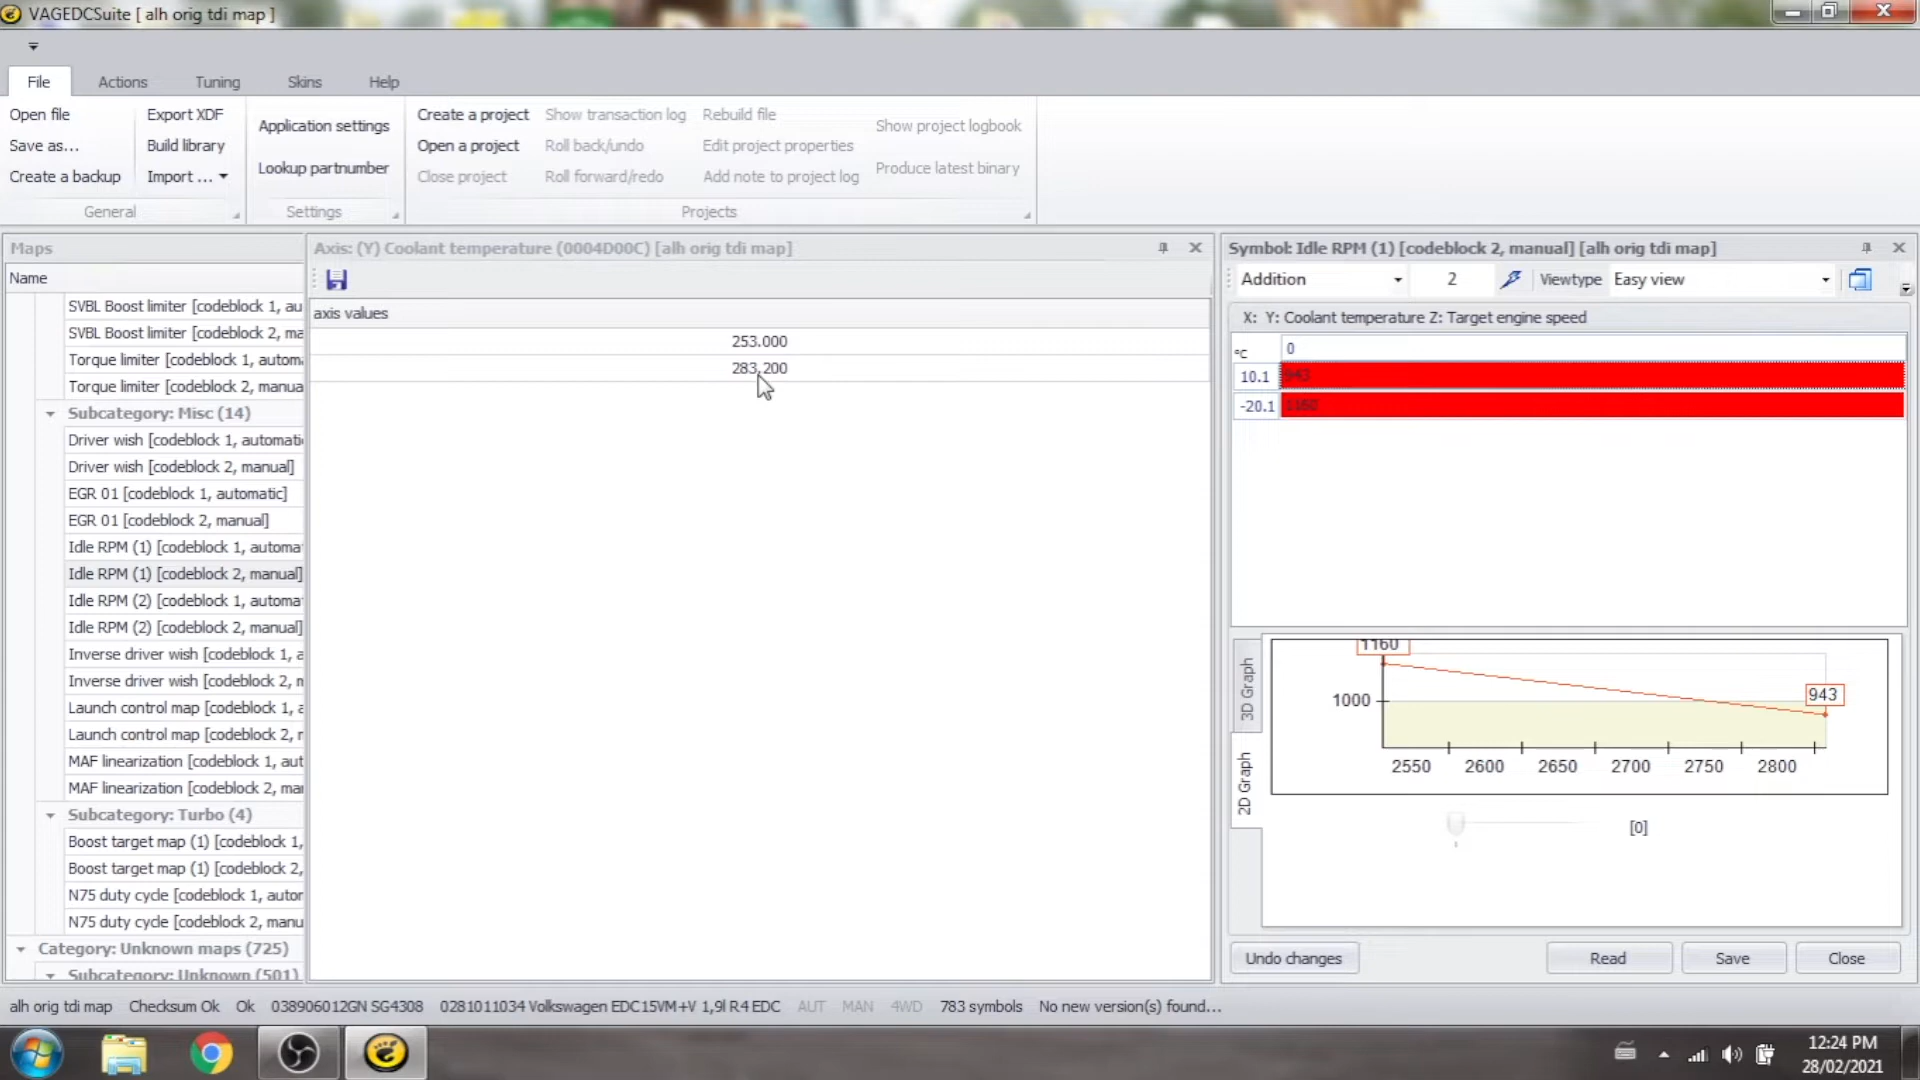 VAGEDCSuite [ alh orig tdi map ]
File Actions Tuning Skins Help
Open file Export XDF Create a project Show transaction log Rebuild file
Application settings Show project logbook
Save as... Build library Open a project Roll back/undo Edit project properties
Lookup partnumber Produce latest binary
Create a backup Import ... Close project Roll forward/redo Add note to project log
General Settings Projects
Maps
Name
SVBL Boost limiter [codeblock 1, au
SVBL Boost limiter [codeblock 2, ma
Torque limiter [codeblock 1, autom
Torque limiter [codeblock 2, manua
Subcategory: Misc (14)
Driver wish [codeblock 1, automati
Driver wish [codeblock 2, manual]
EGR 01 [codeblock 1, automatic]
EGR 01 [codeblock 2, manual]
Idle RPM (1) [codeblock 1, automa
Idle RPM (1) [codeblock 2, manual]
Idle RPM (2) [codeblock 1, automa
Idle RPM (2) [codeblock 2, manual]
Inverse driver wish [codeblock 1, a
Inverse driver wish [codeblock 2, m
Launch control map [codeblock 1, a
Launch control map [codeblock 2, r
MAF linearization [codeblock 1, aut
MAF linearization [codeblock 2, mar
Subcategory: Turbo (4)
Boost target map (1) [codeblock 1,
Boost target map (1) [codeblock 2,
N75 duty cycle [codeblock 1, autor
N75 duty cycle [codeblock 2, manu
Category: Unknown maps (725)
Subcategory: Unknown (501)
Axis: (Y) Coolant temperature (0004D00C) [alh orig tdi map]
axis values
253.000
283,200
Symbol: Idle RPM (1) [codeblock 2, manual] [alh orig tdi map]
Addition 2 Viewtype Easy view
X: Y: Coolant temperature Z: Target engine speed
°C 0
10.1 943
-20.1 1160
3D Graph
2D Graph
1160
943
1000
2550 2600 2650 2700 2750 2800
[0]
Undo changes Read Save Close
alh orig tdi map Checksum Ok Ok 038906012GN SG4308 0281011034 Volkswagen EDC15VM+V 1,9l R4 EDC AUT MAN 4WD 783 symbols No new version(s) found...
12:24 PM
28/02/2021